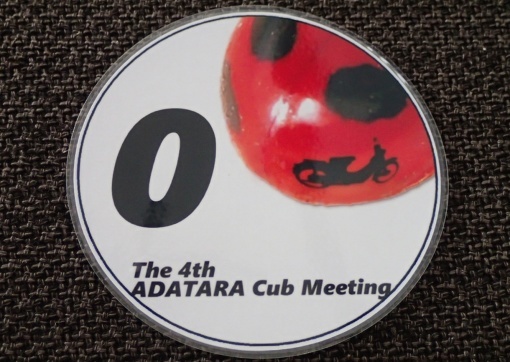 0
The 4th
ADATARA Cub Meeting